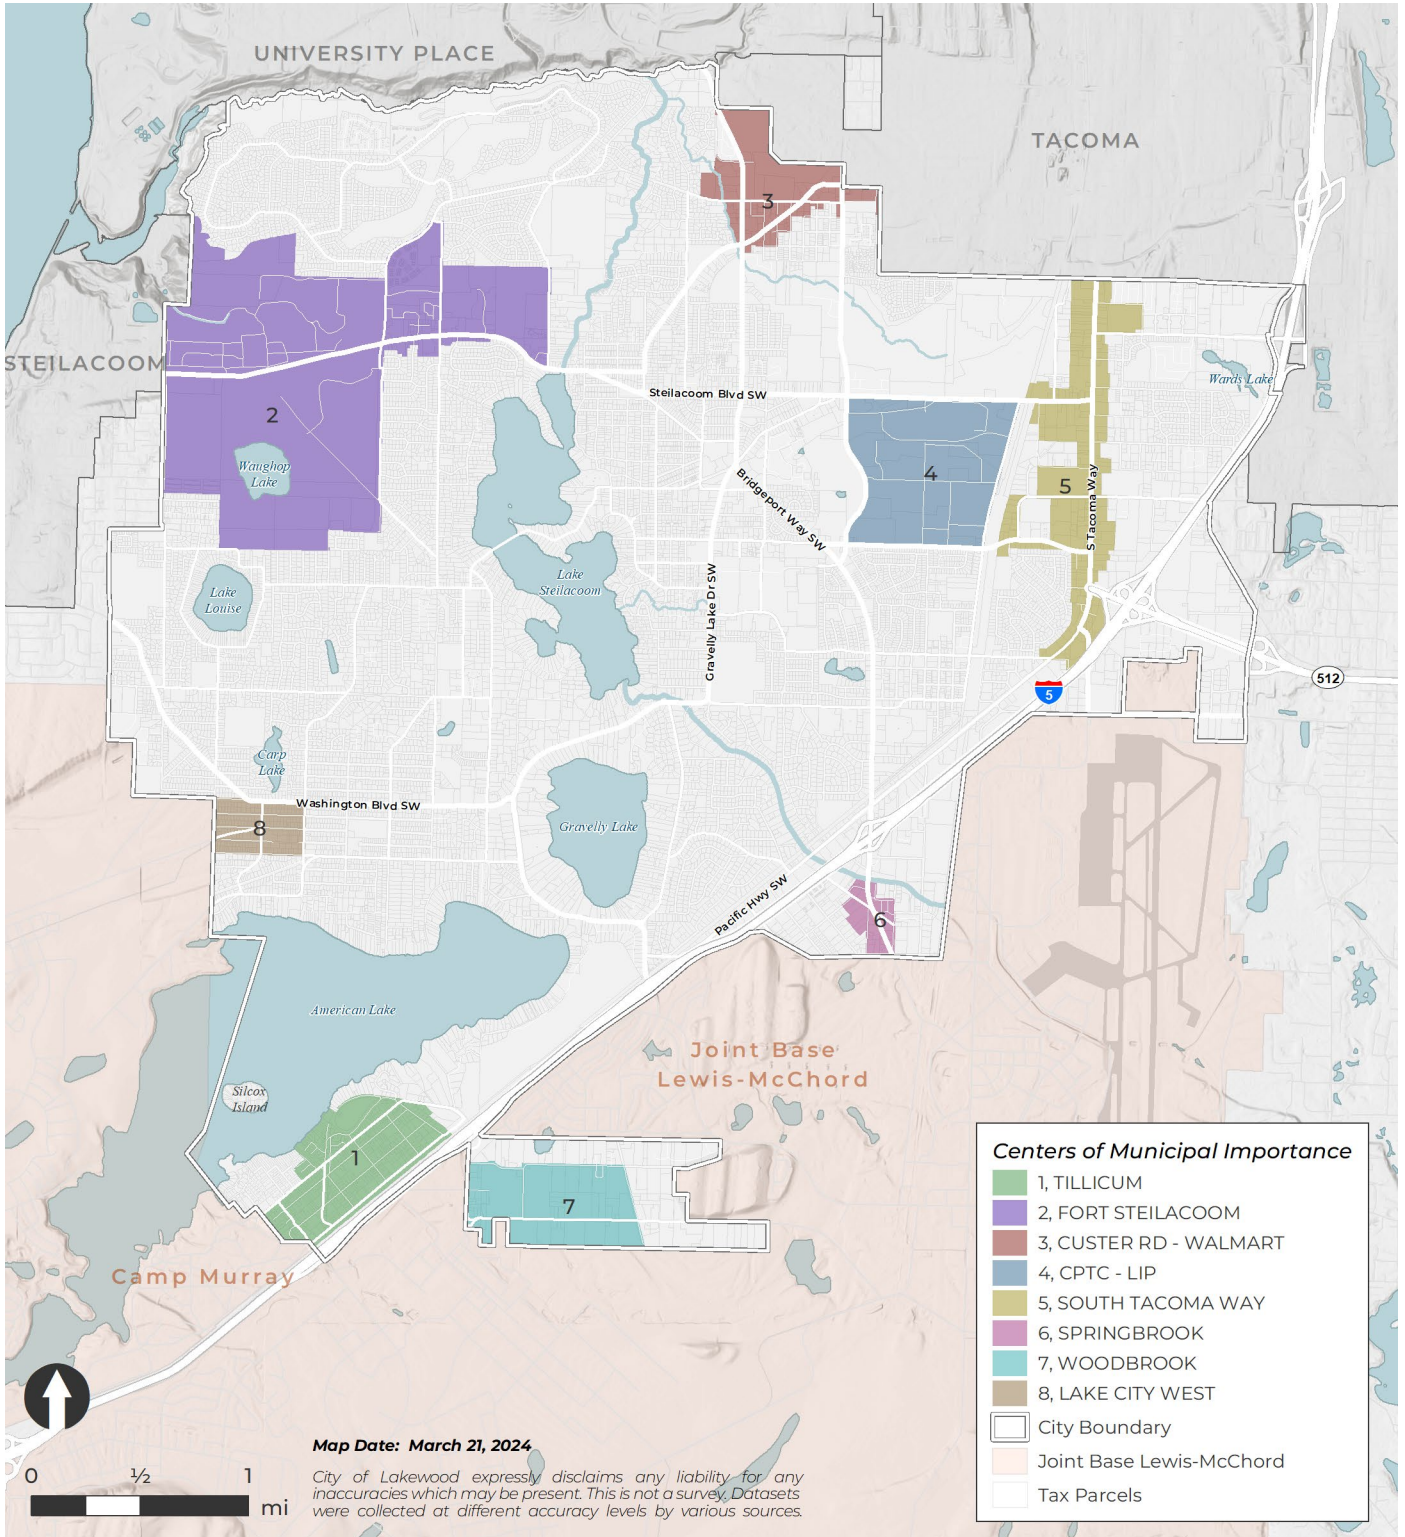 UNIVERSITY PLACE
TACOMA
3
STEILACOOM
Wards Lake
Steilacoom Blvd SW
2
Waughop
Lake
4
5
Bridgeport Way SW
S Tacoma Way
Lake
Louise
Lake
Steilacoom
Gravelly Lake Dr SW
512
5
Carp
Lake
Washington Blvd SW
8
Gravelly Lake
Pacific Hwy SW
6
American Lake
Joint Base
Lewis-McChord
Silcox
Island
1
7
Camp Murray
Centers of Municipal Importance
1, TILLICUM
2, FORT STEILACOOM
3, CUSTER RD - WALMART
4, CPTC - LIP
5, SOUTH TACOMA WAY
6, SPRINGBROOK
7, WOODBROOK
8, LAKE CITY WEST
City Boundary
Joint Base Lewis-McChord
Tax Parcels
Map Date: March 21, 2024
City of Lakewood expressly disclaims any liability for any
inaccuracies which may be present. This is not a survey. Datasets
were collected at different accuracy levels by various sources.
0 ½ 1
mi